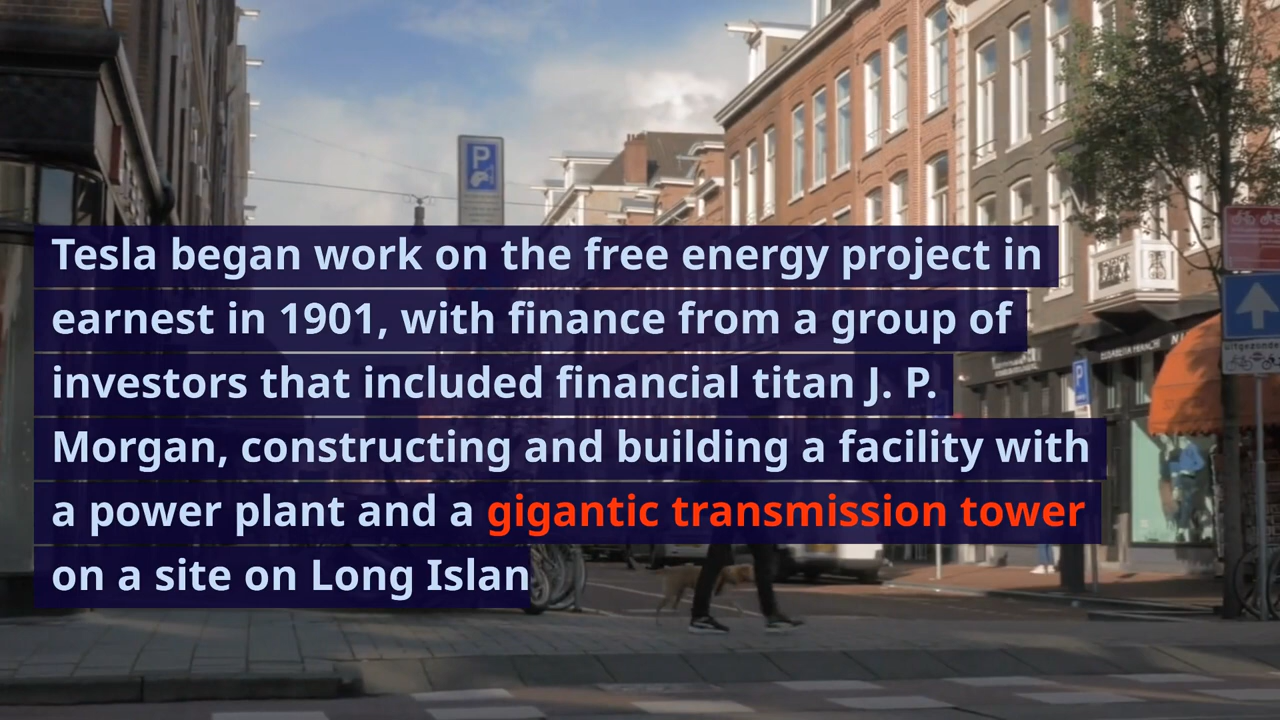 P
Tesla began work on the free energy project in
earnest in 1901, with finance from a group of
investors that included financial titan J. P.
Morgan, constructing and building a facility with
a power plant and a gigantic transmission tower
on a site on Long Islan
P
uitgezonderd